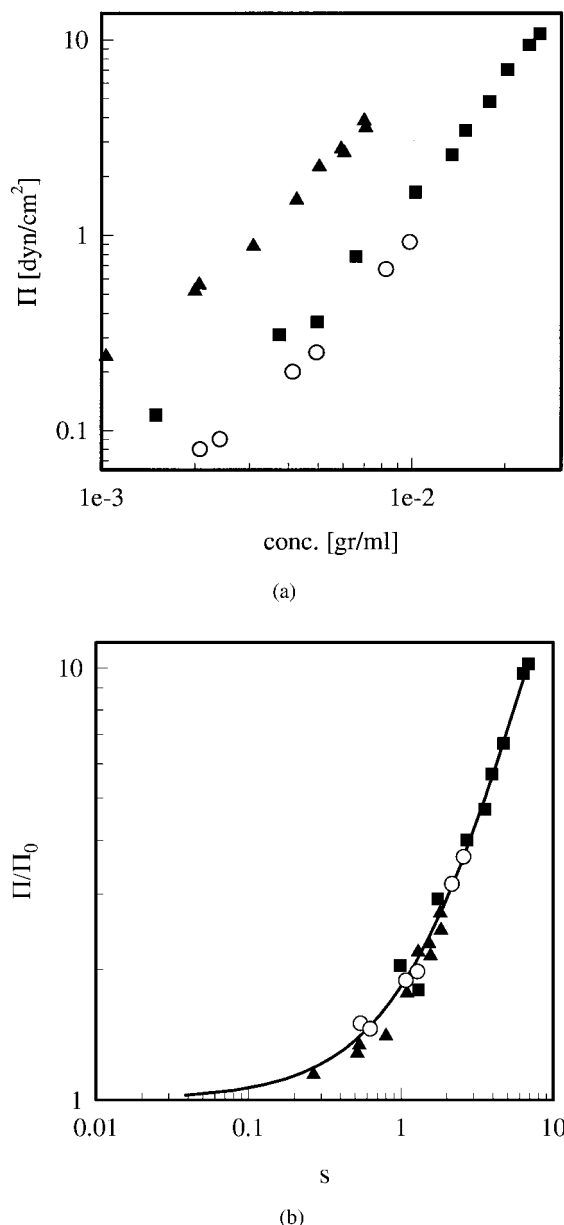 10
1
0.1
Π [dyn/cm²]
1e-3
1e-2
conc. [gr/ml]
(a)
10
1
Π/Π₀
0.01
0.1
1
10
s
(b)